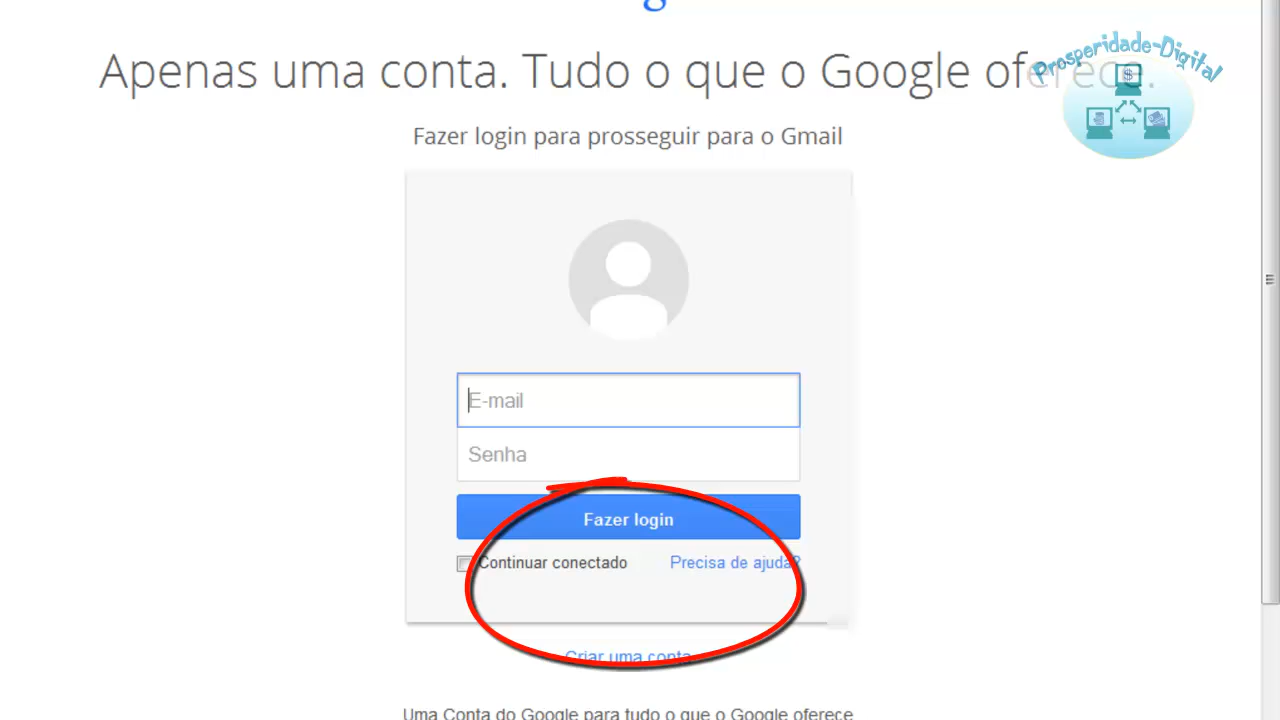 g
Prosperidade-Digital
Apenas uma conta. Tudo o que o Google oferece.
Fazer login para prosseguir para o Gmail
E-mail
Senha
Fazer login
Continuar conectado Precisa de ajuda?
Criar uma conta
Uma Conta do Google para tudo o que o Google oferece